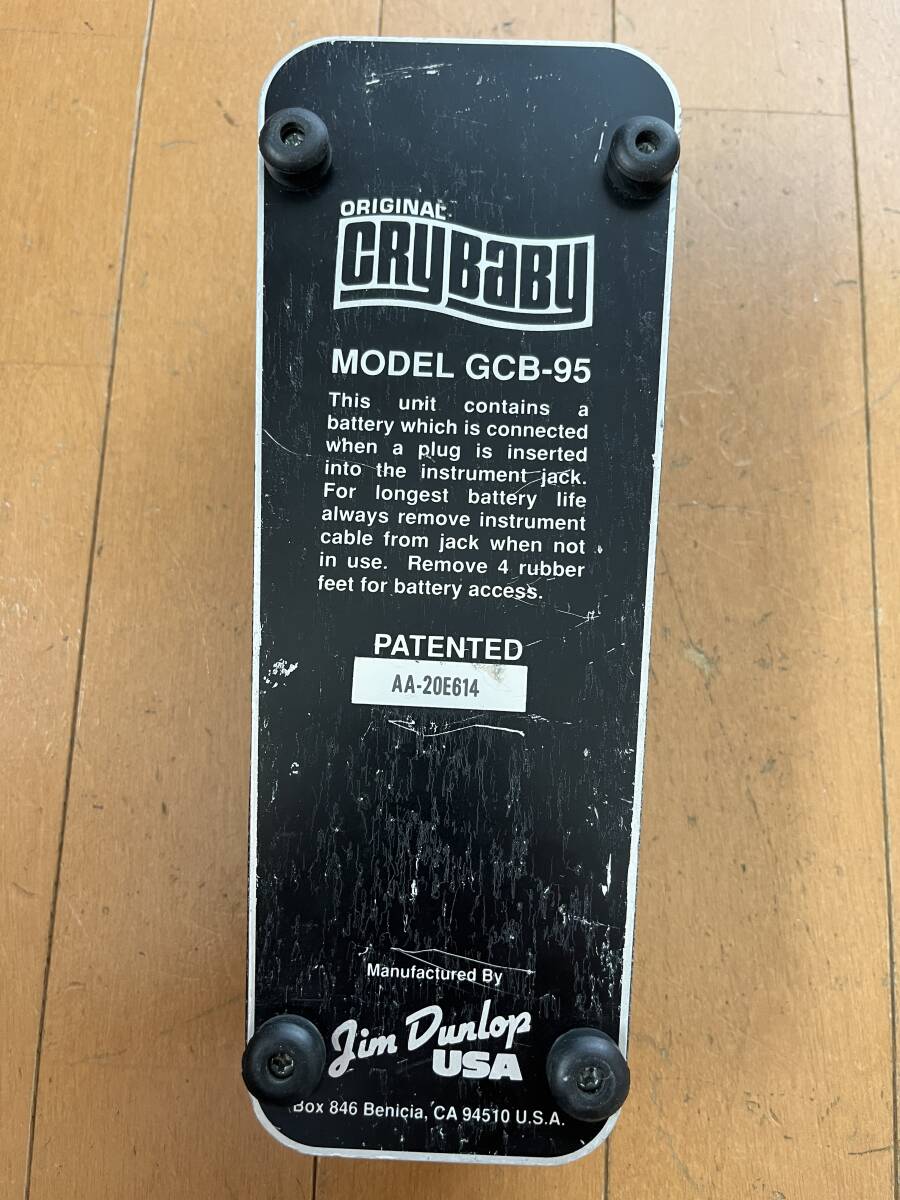 ORIGINAL
CRYBABY
MODEL GCB-95
This unit contains a
battery which is connected
when a plug is inserted
into the instrument jack.
For longest battery life
always remove instrument
cable from jack when not
in use. Remove 4 rubber
feet for battery access.
PATENTED
AA-20E614
Manufactured By
Jim Dunlop
USA
Box 846 Benicia, CA 94510 U.S.A.